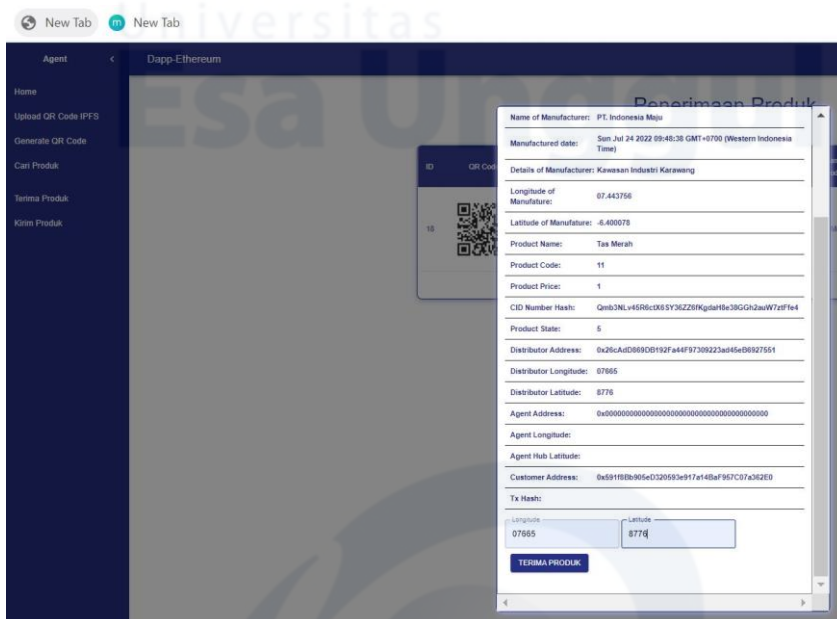 New Tab
New Tab
Universitas
Esa Unggul
Agent
Dapp-Ethereum
Home
Upload QR Code IPFS
Generate QR Code
Cari Produk
Terima Produk
Kirim Produk
Penerimaan Produk
ID
QR Cod
18
Name of Manufacturer: PT. Indonesia Maju
Manufactured date: Sun Jul 24 2022 09:48:38 GMT+0700 (Western Indonesia
Time)
Details of Manufacturer: Kawasan Industri Karawang
Longitude of
Manufature: 07.443756
Latitude of Manufature: -6.400078
Product Name: Tas Merah
Product Code: 11
Product Price: 1
CID Number Hash:
Product State: 5
Distributor Address:
Distributor Longitude: 07665
Distributor Latitude: 8776
Agent Address: 0x0000000000000000000000000000000000000000
Agent Longitude:
Agent Hub Latitude:
Customer Address:
Tx Hash:
Longitude
Latitude
07665
8776
TERIMA PRODUK